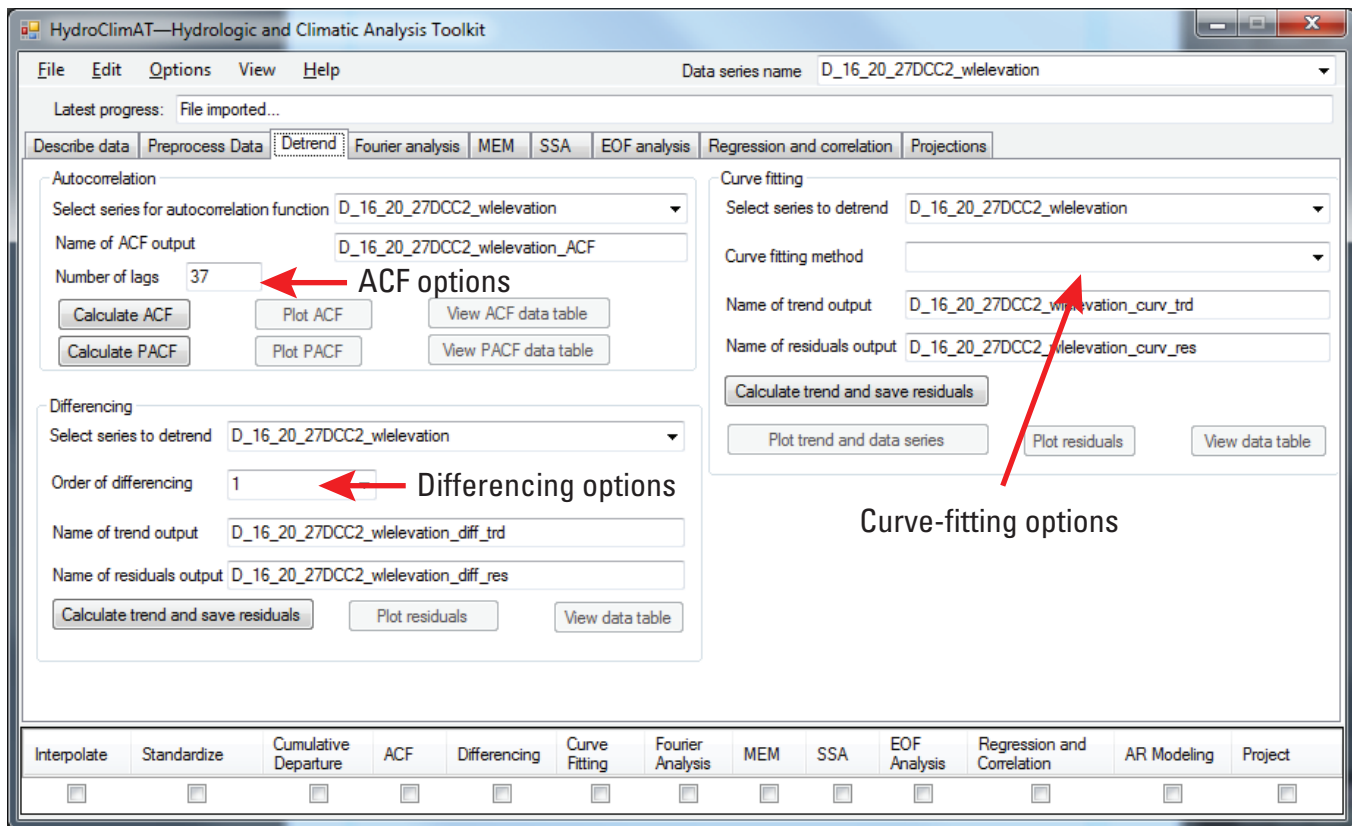 HydroClimAT—Hydrologic and Climatic Analysis Toolkit
File Edit Options View Help
Data series name D_16_20_27DCC2_wlelevation
Latest progress: File imported...
Describe data Preprocess Data Detrend Fourier analysis MEM SSA EOF analysis Regression and correlation Projections
Autocorrelation
Select series for autocorrelation function D_16_20_27DCC2_wlelevation
Name of ACF output D_16_20_27DCC2_wlelevation_ACF
Number of lags 37
ACF options
Calculate ACF Plot ACF View ACF data table
Calculate PACF Plot PACF View PACF data table
Differencing
Select series to detrend D_16_20_27DCC2_wlelevation
Order of differencing 1
Differencing options
Name of trend output D_16_20_27DCC2_wlelevation_diff_trd
Name of residuals output D_16_20_27DCC2_wlelevation_diff_res
Calculate trend and save residuals Plot residuals View data table
Curve fitting
Select series to detrend D_16_20_27DCC2_wlelevation
Curve fitting method
Name of trend output D_16_20_27DCC2_wlelevation_curv_trd
Name of residuals output D_16_20_27DCC2_wlelevation_curv_res
Calculate trend and save residuals
Plot trend and data series Plot residuals View data table
Curve-fitting options
Interpolate Standardize Cumulative Departure ACF Differencing Curve Fitting Fourier Analysis MEM SSA EOF Analysis Regression and Correlation AR Modeling Project